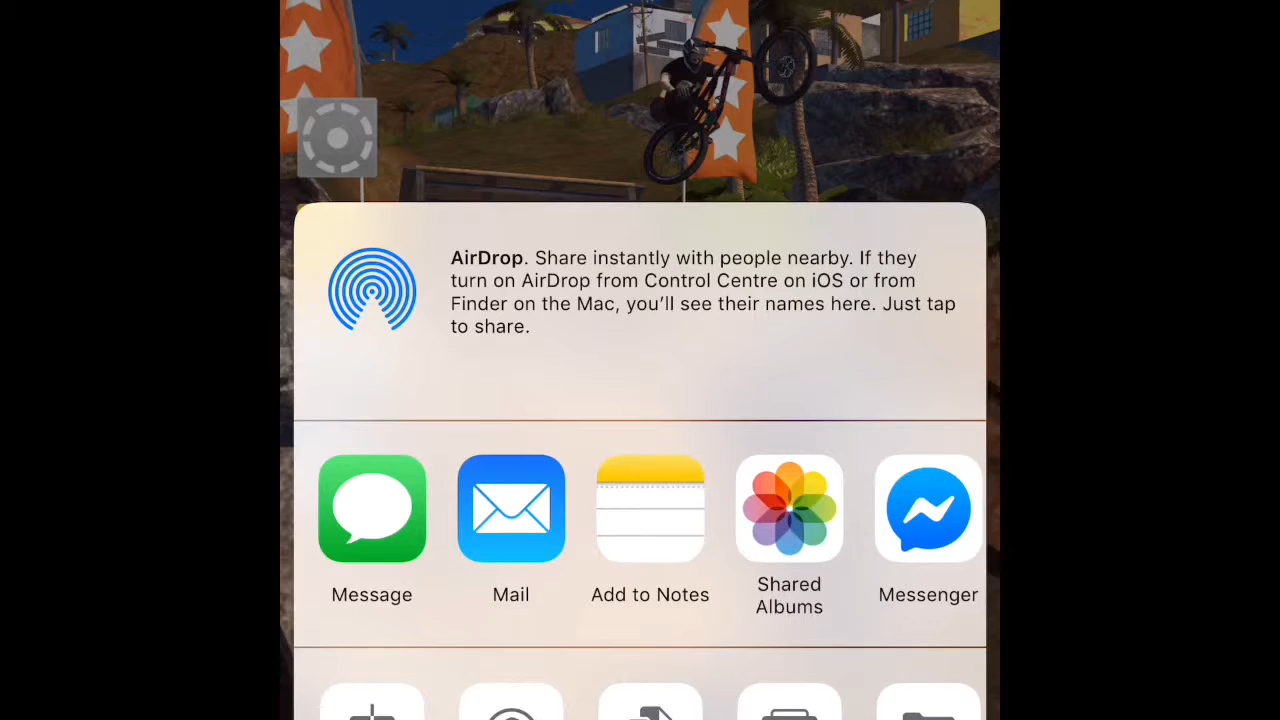 AirDrop. Share instantly with people nearby. If they
turn on AirDrop from Control Centre on iOS or from
Finder on the Mac, you’ll see their names here. Just tap
to share.
Message
Mail
Add to Notes
Shared
Albums
Messenger